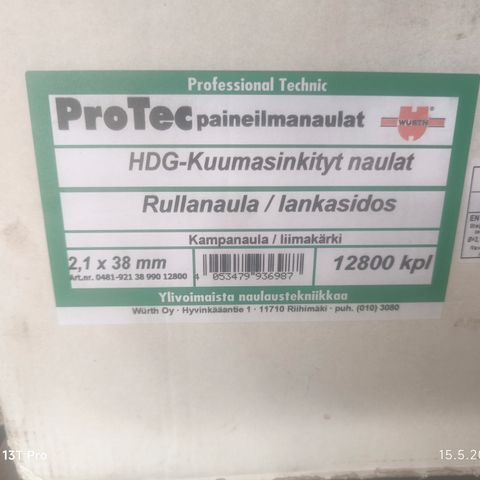 Professional Technic
ProTec paineilmanaulat WÜRTH
HDG-Kuumasinkityt naulat
Rullanaula / lankasidos
Kampanaula / liimakärki
2,1 x 38 mm
Art.nr. 0481-921 38 990 12800
4 053479 936987
12800 kpl
Ylivoimaista naulaustekniikkaa
Würth Oy - Hyvinkääntie 1 - 11710 Riihimäki - puh. (010) 3080
EN
13T Pro
15.5.20